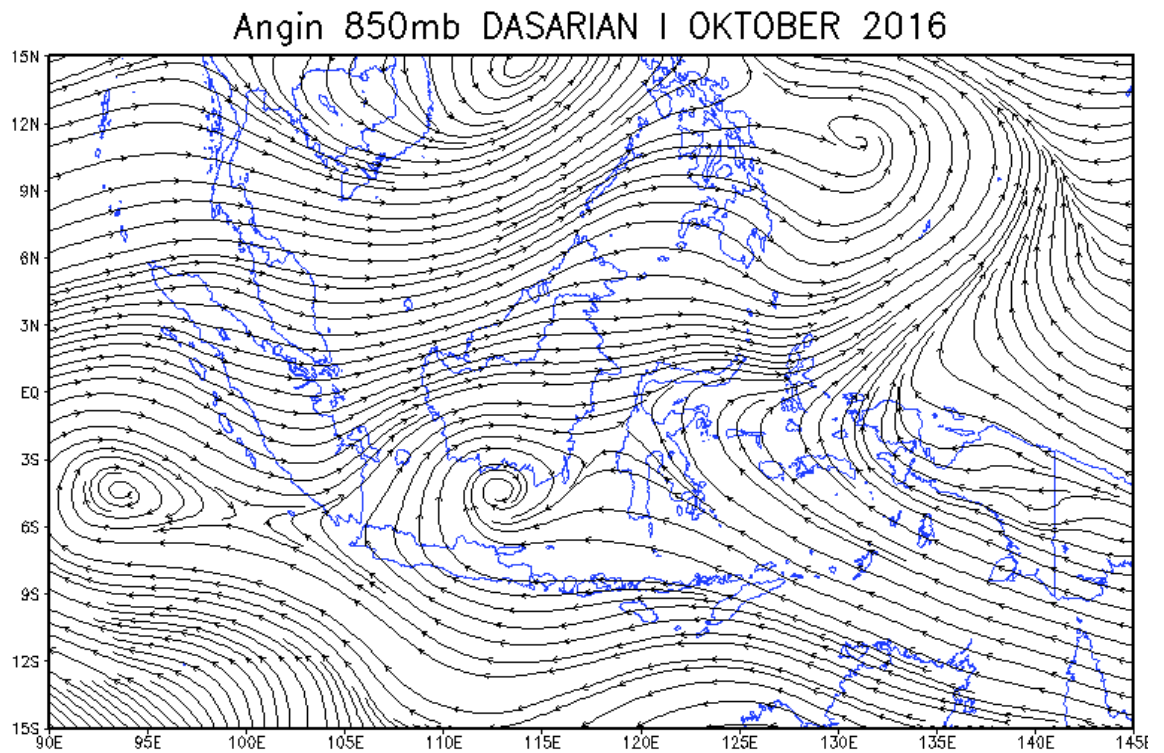 Angin 850mb DASARIAN I OKTOBER 2016
15N
12N
9N
6N
3N
EQ
3S
6S
9S
12S
15S
90E 95E 100E 105E 110E 115E 120E 125E 130E 135E 140E 145E